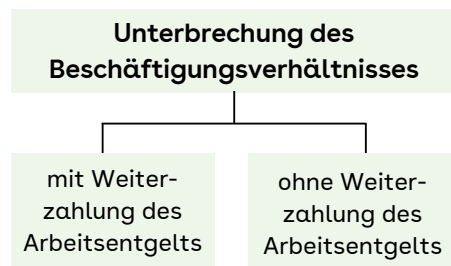 Unterbrechung des
Beschäftigungsverhältnisses
mit Weiter-
zahlung des
Arbeitsentgelts
ohne Weiter-
zahlung des
Arbeitsentgelts